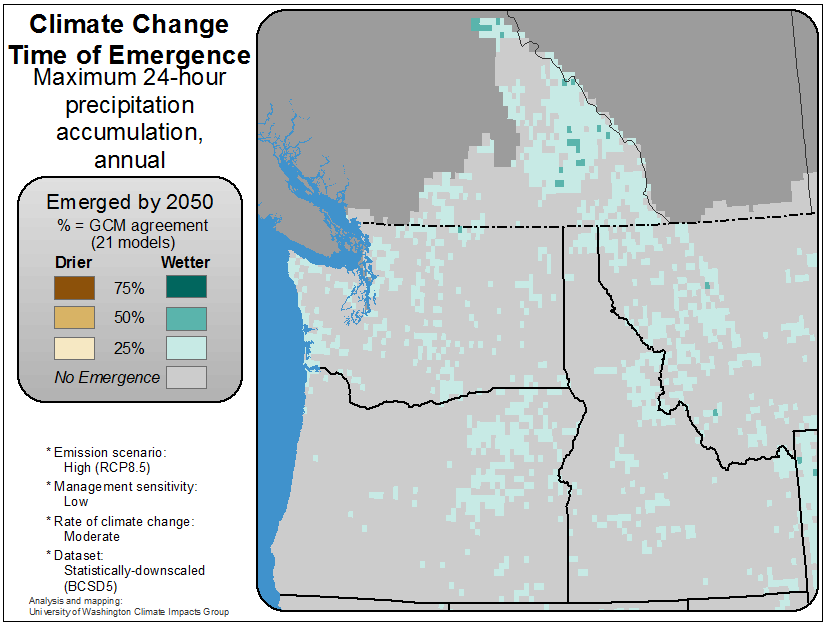 Climate Change
Time of Emergence
Maximum 24-hour
precipitation
accumulation,
annual
Emerged by 2050
% = GCM agreement
(21 models)
Drier Wetter
75%
50%
25%
No Emergence
* Emission scenario:
High (RCP8.5)
* Management sensitivity:
Low
* Rate of climate change:
Moderate
* Dataset:
Statistically-downscaled
(BCSD5)
Analysis and mapping:
University of Washington Climate Impacts Group